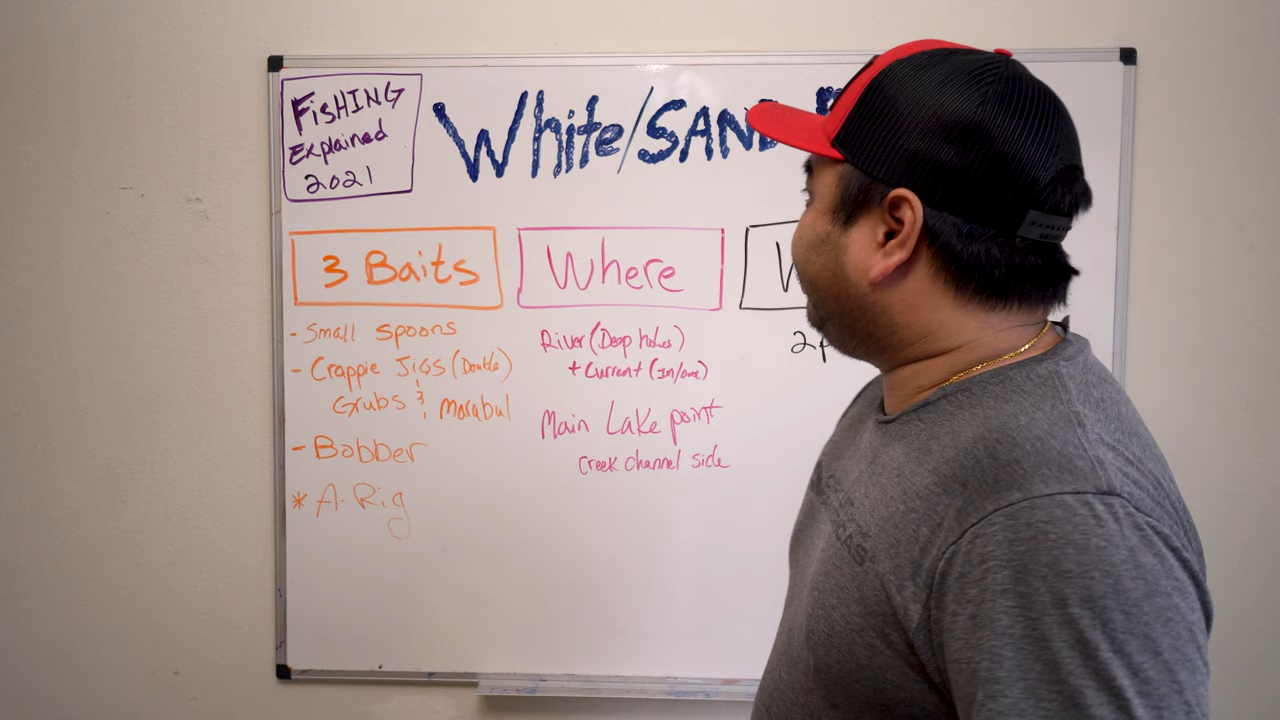 FisHING
Explained
2021
White/SAND
3 Baits
- Small spoons
- Crappie JIGS (Double)
Grubs & Marabul
- Bobber
* A-Rig
Where
River (Deep holes)
+ Current (In/out)
Main Lake point
Creek channel side